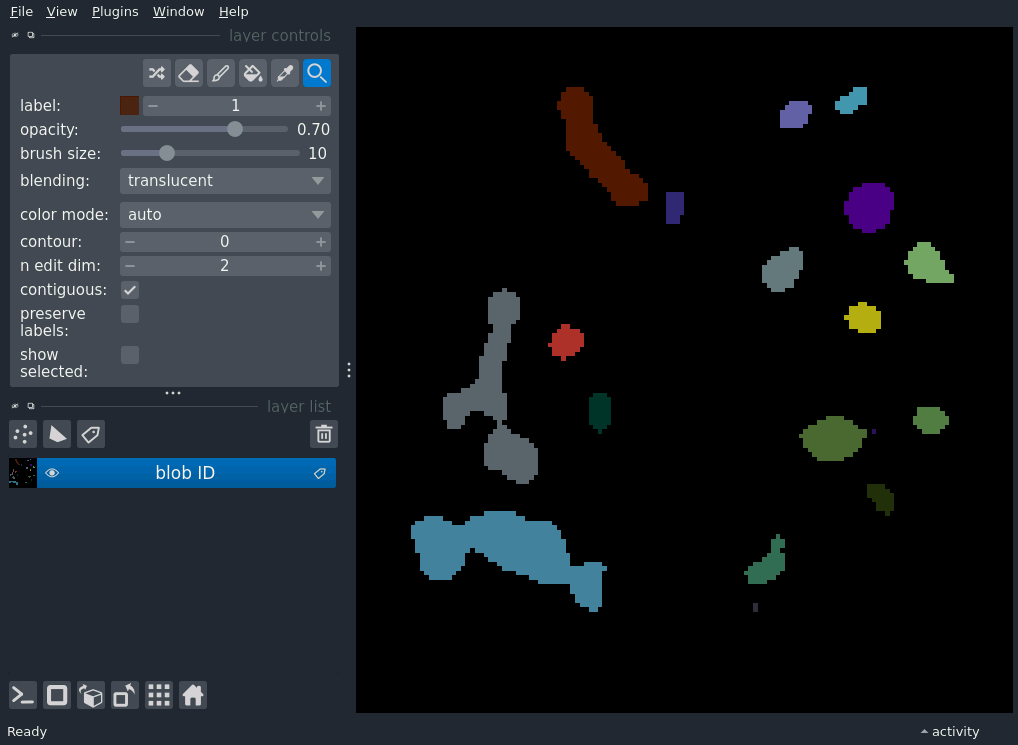 File View Plugins Window Help
layer controls
label: 1
opacity: 0.70
brush size: 10
blending: translucent
color mode: auto
contour: 0
n edit dim: 2
contiguous:
preserve
labels:
show
selected:
layer list
blob ID
Ready
activity